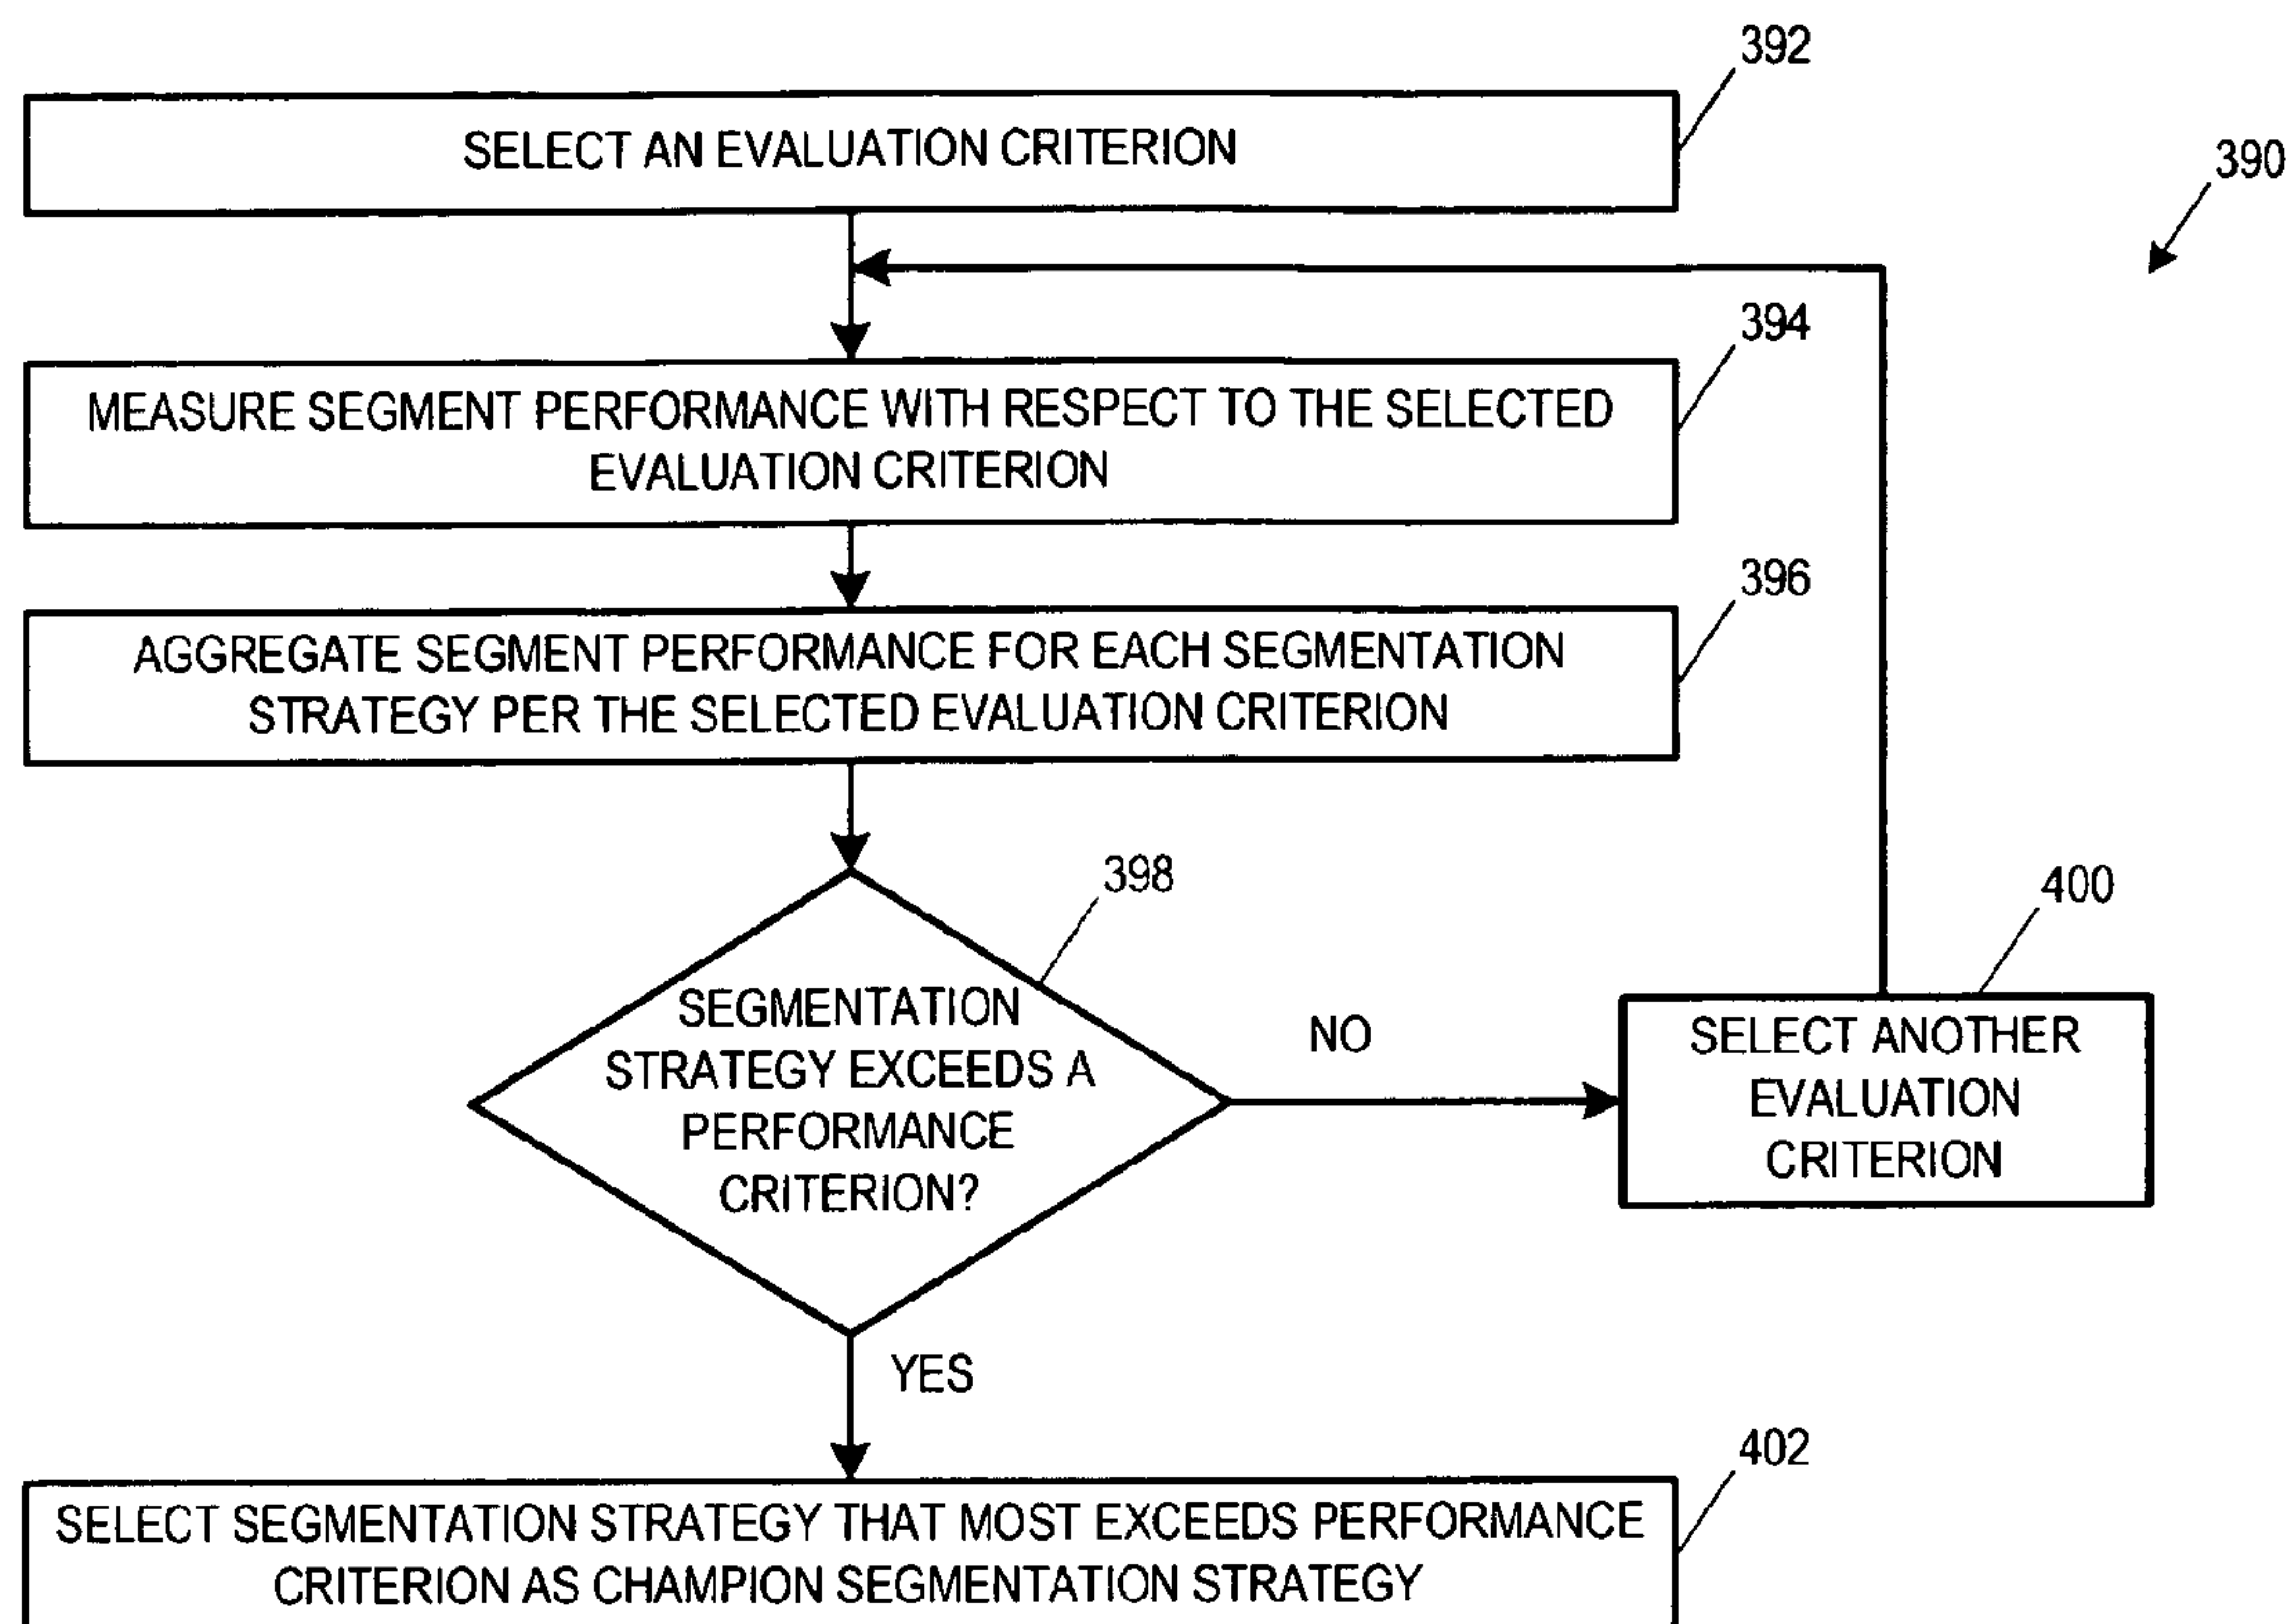 392
SELECT AN EVALUATION CRITERION
390
394
MEASURE SEGMENT PERFORMANCE WITH RESPECT TO THE SELECTED
EVALUATION CRITERION
396
AGGREGATE SEGMENT PERFORMANCE FOR EACH SEGMENTATION
STRATEGY PER THE SELECTED EVALUATION CRITERION
398
SEGMENTATION
STRATEGY EXCEEDS A
PERFORMANCE
CRITERION?
NO
400
SELECT ANOTHER
EVALUATION
CRITERION
YES
402
SELECT SEGMENTATION STRATEGY THAT MOST EXCEEDS PERFORMANCE
CRITERION AS CHAMPION SEGMENTATION STRATEGY